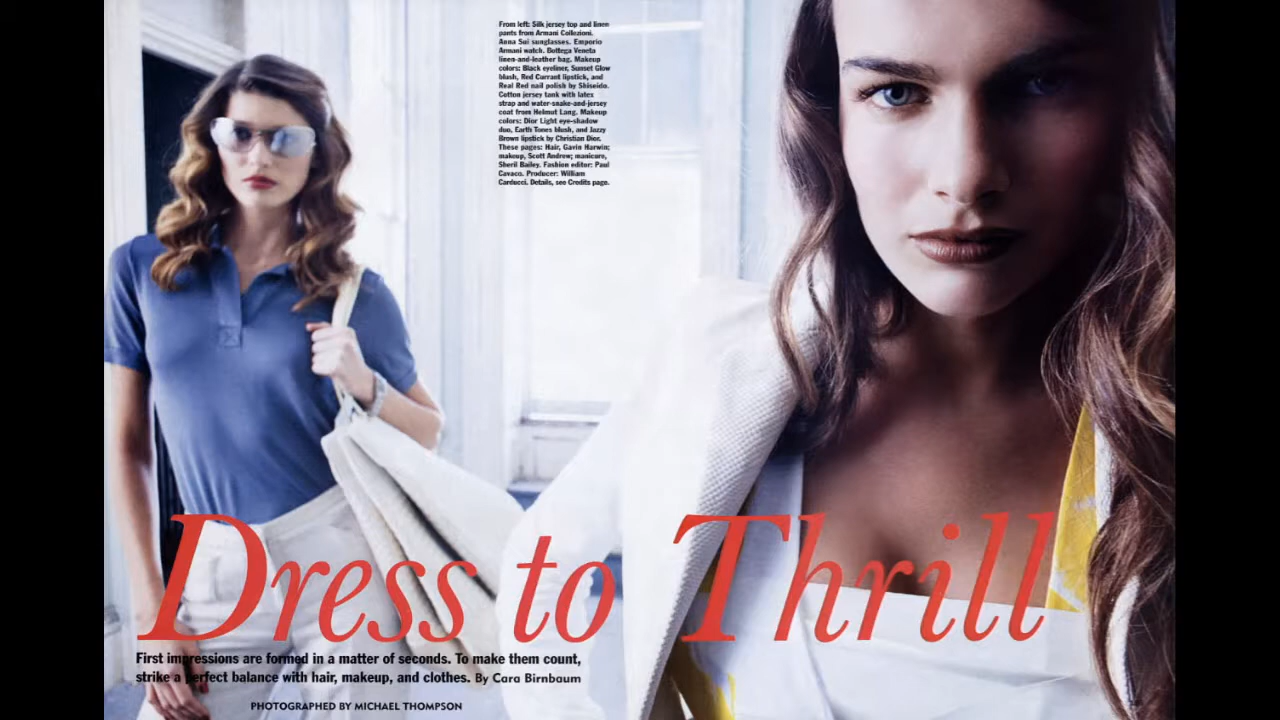 From left: Silk jersey top and linen
pants from Armani Collezioni.
Anna Sui sunglasses. Emporio
Armani watch. Bottega Veneta
linen-and-leather bag. Makeup
colors: Black eyeliner, Sunset Glow
blush, Red Currant lipstick, and
Real Red nail polish by Shiseido.
Cotton jersey tank with latex
strap and water-snake-and-jersey
coat from Helmut Lang. Makeup
colors: Dior Light eye-shadow
duo, Earth Tones blush, and Jazzy
Brown lipstick by Christian Dior.
These pages: Hair, Gavin Harwin;
makeup, Scott Andrew; manicure,
Sheril Bailey. Fashion editor: Paul
Cavaco. Producer: William
Carducci. Details, see Credits page.
Dress to Thrill
First impressions are formed in a matter of seconds. To make them count,
strike a perfect balance with hair, makeup, and clothes. By Cara Birnbaum
PHOTOGRAPHED BY MICHAEL THOMPSON